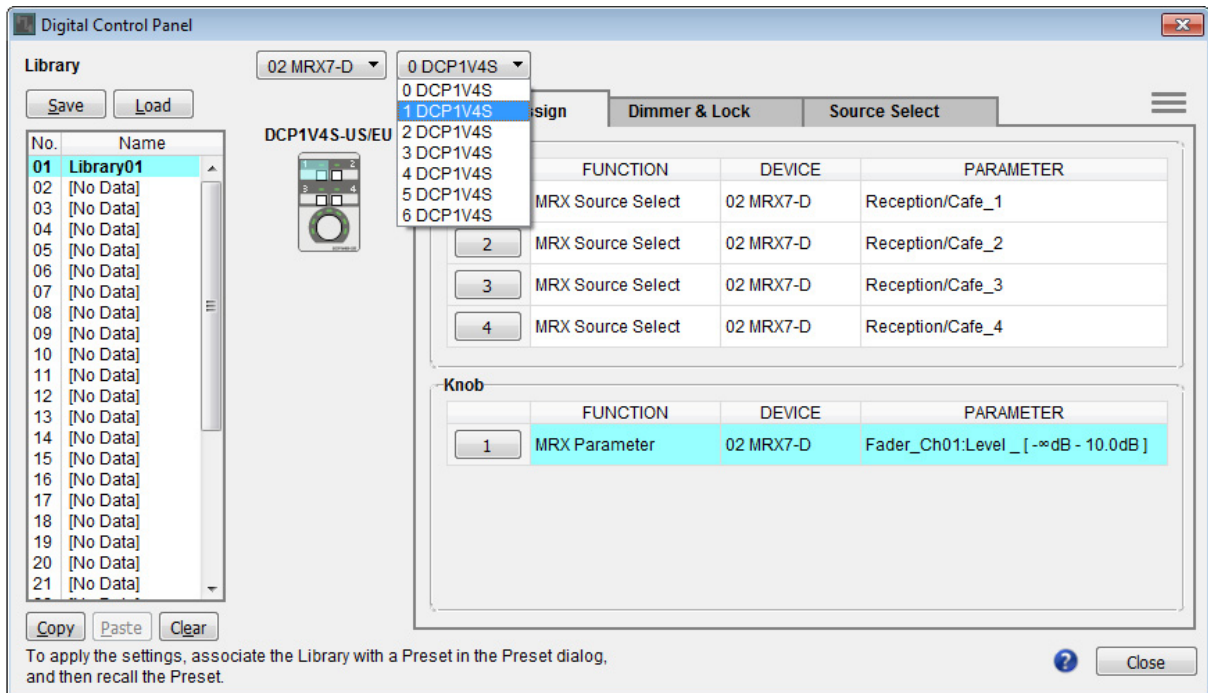 Digital Control Panel
Library
02 MRX7-D
0 DCP1V4S
Save
Load
0 DCP1V4S
1 DCP1V4S
2 DCP1V4S
3 DCP1V4S
4 DCP1V4S
5 DCP1V4S
6 DCP1V4S
ssign
Dimmer & Lock
Source Select
DCP1V4S-US/EU
1 2
3 4
No. Name
01 Library01
02 [No Data]
03 [No Data]
04 [No Data]
05 [No Data]
06 [No Data]
07 [No Data]
08 [No Data]
09 [No Data]
10 [No Data]
11 [No Data]
12 [No Data]
13 [No Data]
14 [No Data]
15 [No Data]
16 [No Data]
17 [No Data]
18 [No Data]
19 [No Data]
20 [No Data]
21 [No Data]
FUNCTION DEVICE PARAMETER
MRX Source Select 02 MRX7-D Reception/Cafe_1
2 MRX Source Select 02 MRX7-D Reception/Cafe_2
3 MRX Source Select 02 MRX7-D Reception/Cafe_3
4 MRX Source Select 02 MRX7-D Reception/Cafe_4
Knob
FUNCTION DEVICE PARAMETER
1 MRX Parameter 02 MRX7-D Fader_Ch01:Level _ [ -∞dB - 10.0dB ]
Copy
Paste
Clear
To apply the settings, associate the Library with a Preset in the Preset dialog,
and then recall the Preset.
?
Close